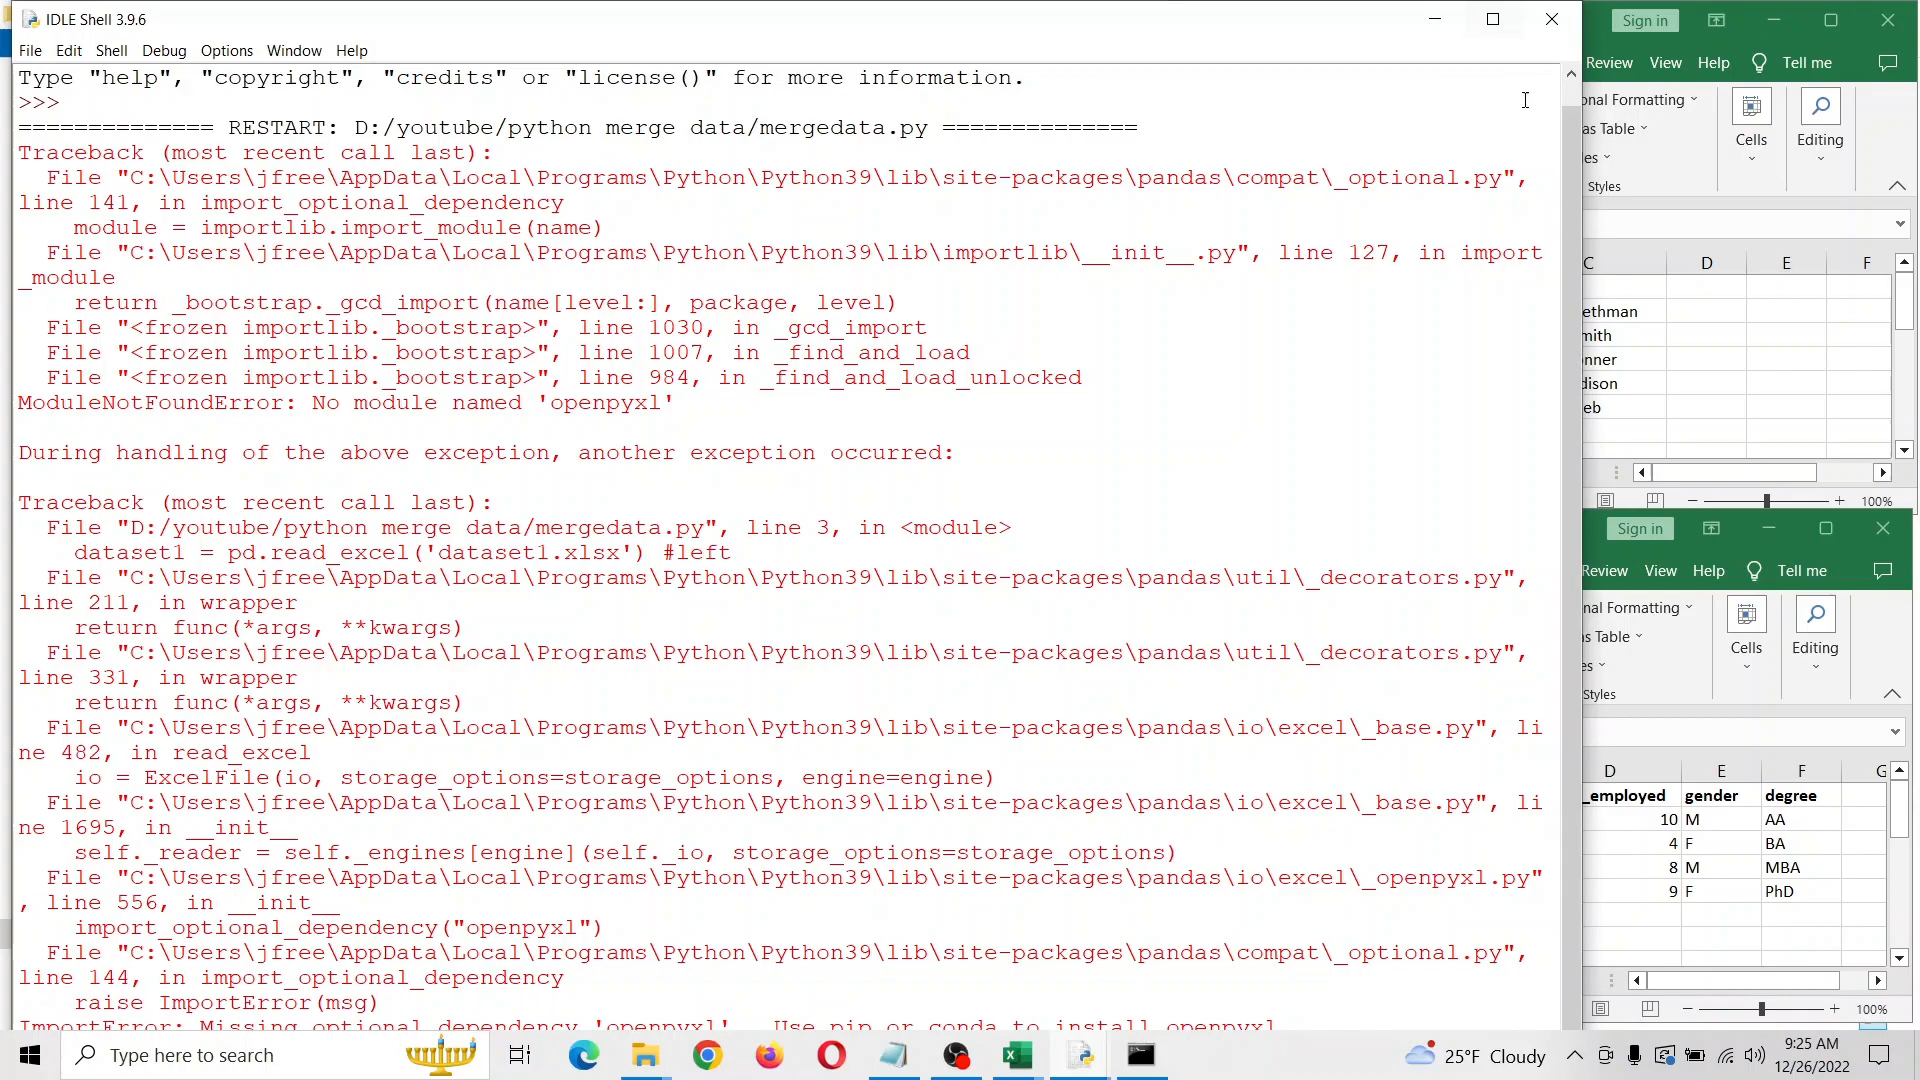 IDLE Shell 3.9.6
File Edit Shell Debug Options Window Help
Type "help", "copyright", "credits" or "license()" for more information.
>>>
============== RESTART: D:/youtube/python merge data/mergedata.py ==============
Traceback (most recent call last):
  File "C:\Users\jfree\AppData\Local\Programs\Python\Python39\lib\site-packages\pandas\compat\_optional.py",
line 141, in import_optional_dependency
    module = importlib.import_module(name)
  File "C:\Users\jfree\AppData\Local\Programs\Python\Python39\lib\importlib\__init__.py", line 127, in import
_module
    return _bootstrap._gcd_import(name[level:], package, level)
  File "<frozen importlib._bootstrap>", line 1030, in _gcd_import
  File "<frozen importlib._bootstrap>", line 1007, in _find_and_load
  File "<frozen importlib._bootstrap>", line 984, in _find_and_load_unlocked
ModuleNotFoundError: No module named 'openpyxl'
During handling of the above exception, another exception occurred:
Traceback (most recent call last):
  File "D:/youtube/python merge data/mergedata.py", line 3, in <module>
    dataset1 = pd.read_excel('dataset1.xlsx') #left
  File "C:\Users\jfree\AppData\Local\Programs\Python\Python39\lib\site-packages\pandas\util\_decorators.py",
line 211, in wrapper
    return func(*args, **kwargs)
  File "C:\Users\jfree\AppData\Local\Programs\Python\Python39\lib\site-packages\pandas\util\_decorators.py",
line 331, in wrapper
    return func(*args, **kwargs)
  File "C:\Users\jfree\AppData\Local\Programs\Python\Python39\lib\site-packages\pandas\io\excel\_base.py", li
ne 482, in read_excel
    io = ExcelFile(io, storage_options=storage_options, engine=engine)
  File "C:\Users\jfree\AppData\Local\Programs\Python\Python39\lib\site-packages\pandas\io\excel\_base.py", li
ne 1695, in __init__
    self._reader = self._engines[engine](self._io, storage_options=storage_options)
  File "C:\Users\jfree\AppData\Local\Programs\Python\Python39\lib\site-packages\pandas\io\excel\_openpyxl.py"
, line 556, in __init__
    import_optional_dependency("openpyxl")
  File "C:\Users\jfree\AppData\Local\Programs\Python\Python39\lib\site-packages\pandas\compat\_optional.py",
line 144, in import_optional_dependency
    raise ImportError(msg)
ImportError: Missing optional dependency 'openpyxl'.  Use pip or conda to install openpyxl.
Sign in
Review View Help Tell me
onal Formatting
as Table
les
Styles
Cells
Editing
C D E F
ethman
mith
nner
dison
eb
100%
Sign in
Review View Help Tell me
nal Formatting
as Table
es
Styles
Cells
Editing
D E F G
_employed gender degree
10 M AA
4 F BA
8 M MBA
9 F PhD
100%
Type here to search
25°F Cloudy
9:25 AM
12/26/2022